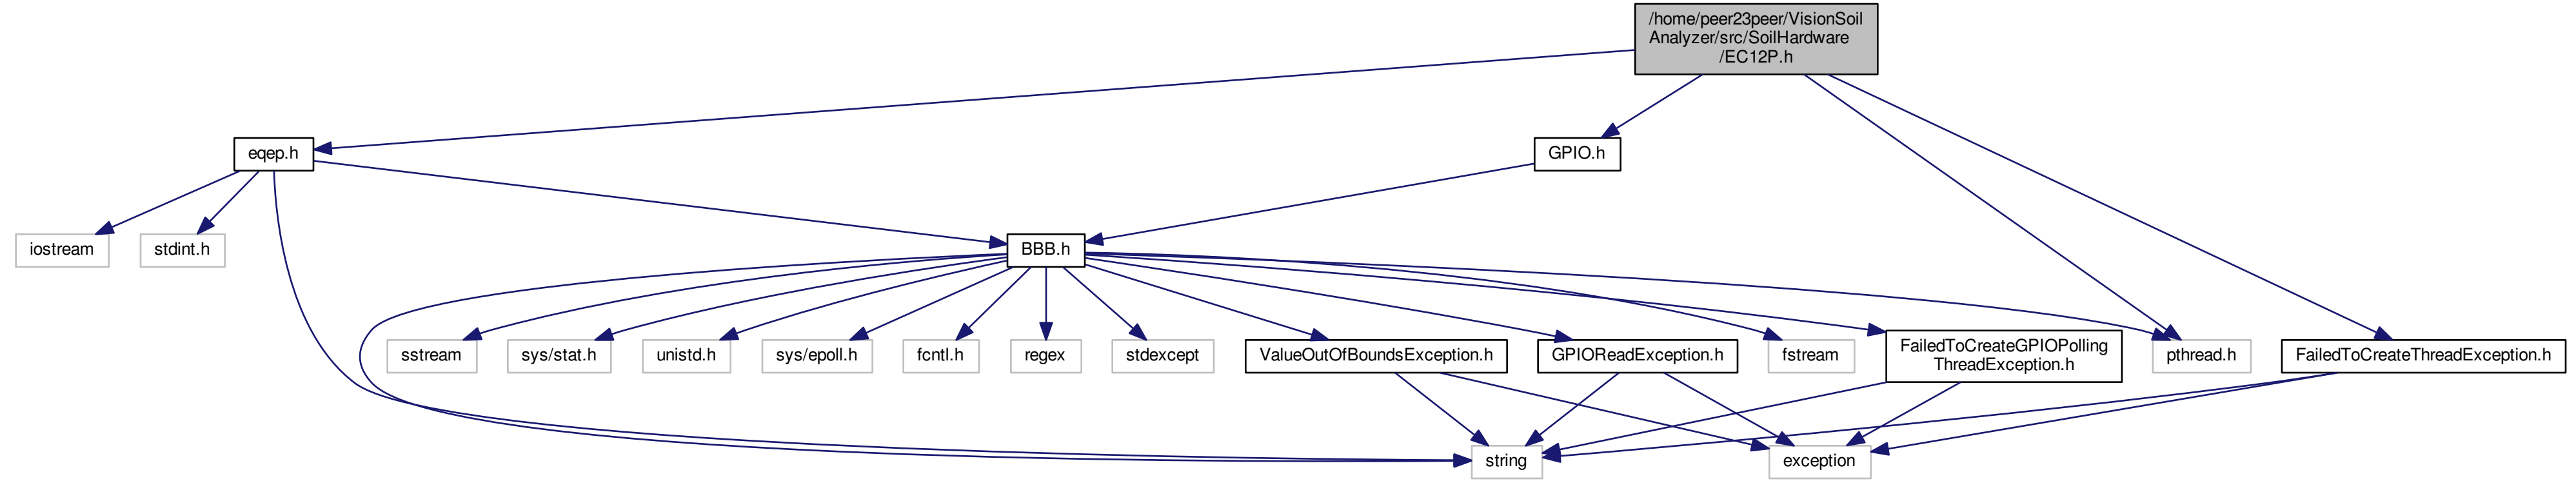 /home/peer23peer/VisionSoil
Analyzer/src/SoilHardware
/EC12P.h
eqep.h
GPIO.h
iostream
stdint.h
BBB.h
sstream
sys/stat.h
unistd.h
sys/epoll.h
fcntl.h
regex
stdexcept
ValueOutOfBoundsException.h
GPIOReadException.h
fstream
FailedToCreateGPIOPolling
ThreadException.h
pthread.h
FailedToCreateThreadException.h
string
exception